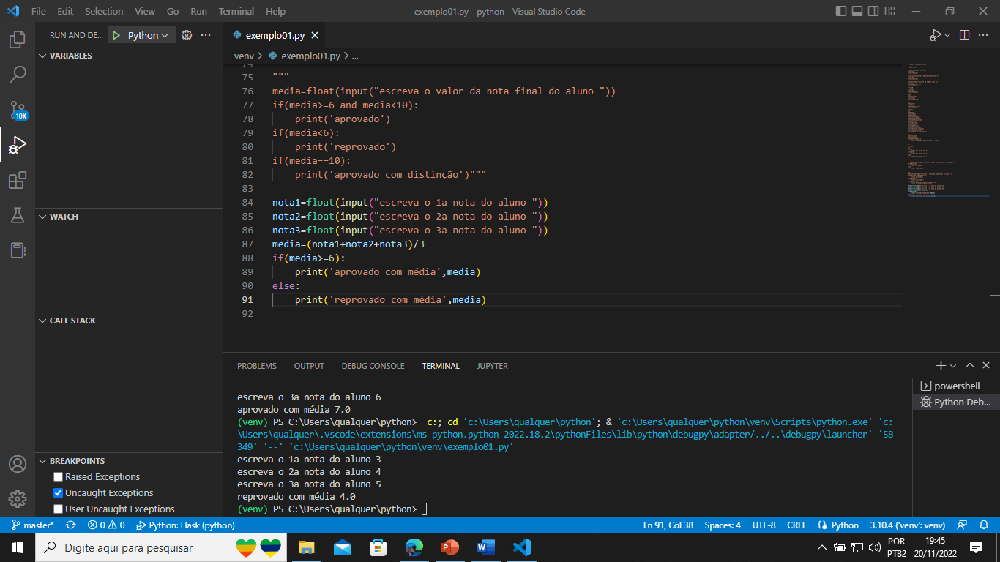 File Edit Selection View Go Run Terminal Help exemplo01.py - python - Visual Studio Code
RUN AND DE... Python
exemplo01.py
VARIABLES
venv > exemplo01.py > ...
10K
WATCH
CALL STACK
BREAKPOINTS
Raised Exceptions
Uncaught Exceptions
User Uncaught Exceptions
74
75 """
76 media=float(input("escreva o valor da nota final do aluno "))
77 if(media>=6 and media<10):
78     print('aprovado')
79 if(media<6):
80     print('reprovado')
81 if(media==10):
82     print('aprovado com distinção')"""
83
84 nota1=float(input("escreva o 1a nota do aluno "))
85 nota2=float(input("escreva o 2a nota do aluno "))
86 nota3=float(input("escreva o 3a nota do aluno "))
87 media=(nota1+nota2+nota3)/3
88 if(media>=6):
89     print('aprovado com média',media)
90 else:
91     print('reprovado com média',media)
92
PROBLEMS OUTPUT DEBUG CONSOLE TERMINAL JUPYTER
powershell
Python Deb...
escreva o 3a nota do aluno 6
aprovado com média 7.0
(venv) PS C:\Users\qualquer\python>  c:; cd 'c:\Users\qualquer\python'; & 'c:\Users\qualquer\python\venv\Scripts\python.exe' 'c:
\Users\qualquer\.vscode\extensions\ms-python.python-2022.18.2\pythonFiles\lib\python\debugpy\adapter/../..\debugpy\launcher' '58
349' '--' 'c:\Users\qualquer\python\venv\exemplo01.py'
escreva o 1a nota do aluno 3
escreva o 2a nota do aluno 4
escreva o 3a nota do aluno 5
reprovado com média 4.0
(venv) PS C:\Users\qualquer\python>
master* 0 0 Python: Flask (python) Ln 91, Col 38 Spaces: 4 UTF-8 CRLF Python 3.10.4 ('venv': venv)
Digite aqui para pesquisar
POR
PTB2
19:45
20/11/2022